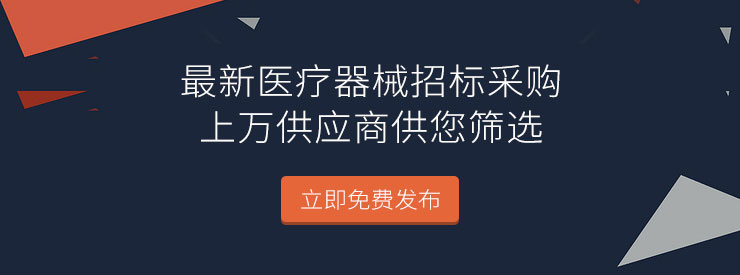 最新医疗器械招标采购
上万供应商供您筛选
立即免费发布